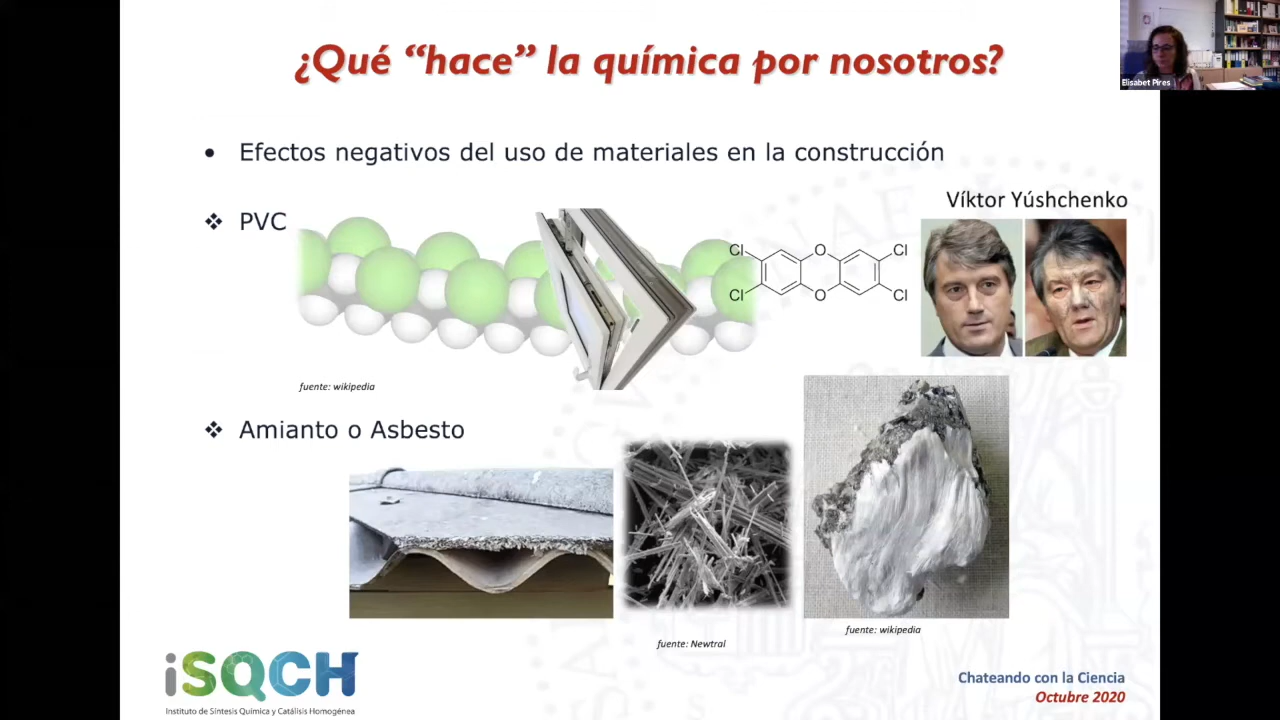 ¿Qué “hace” la química por nosotros?
Elisabet Pires
• Efectos negativos del uso de materiales en la construcción
Víktor Yúshchenko
❖ PVC
Cl O Cl
Cl O Cl
fuente: wikipedia
❖ Amianto o Asbesto
fuente: wikipedia
fuente: Newtral
iSQCH
Instituto de Síntesis Química y Catálisis Homogénea
Chateando con la Ciencia
Octubre 2020